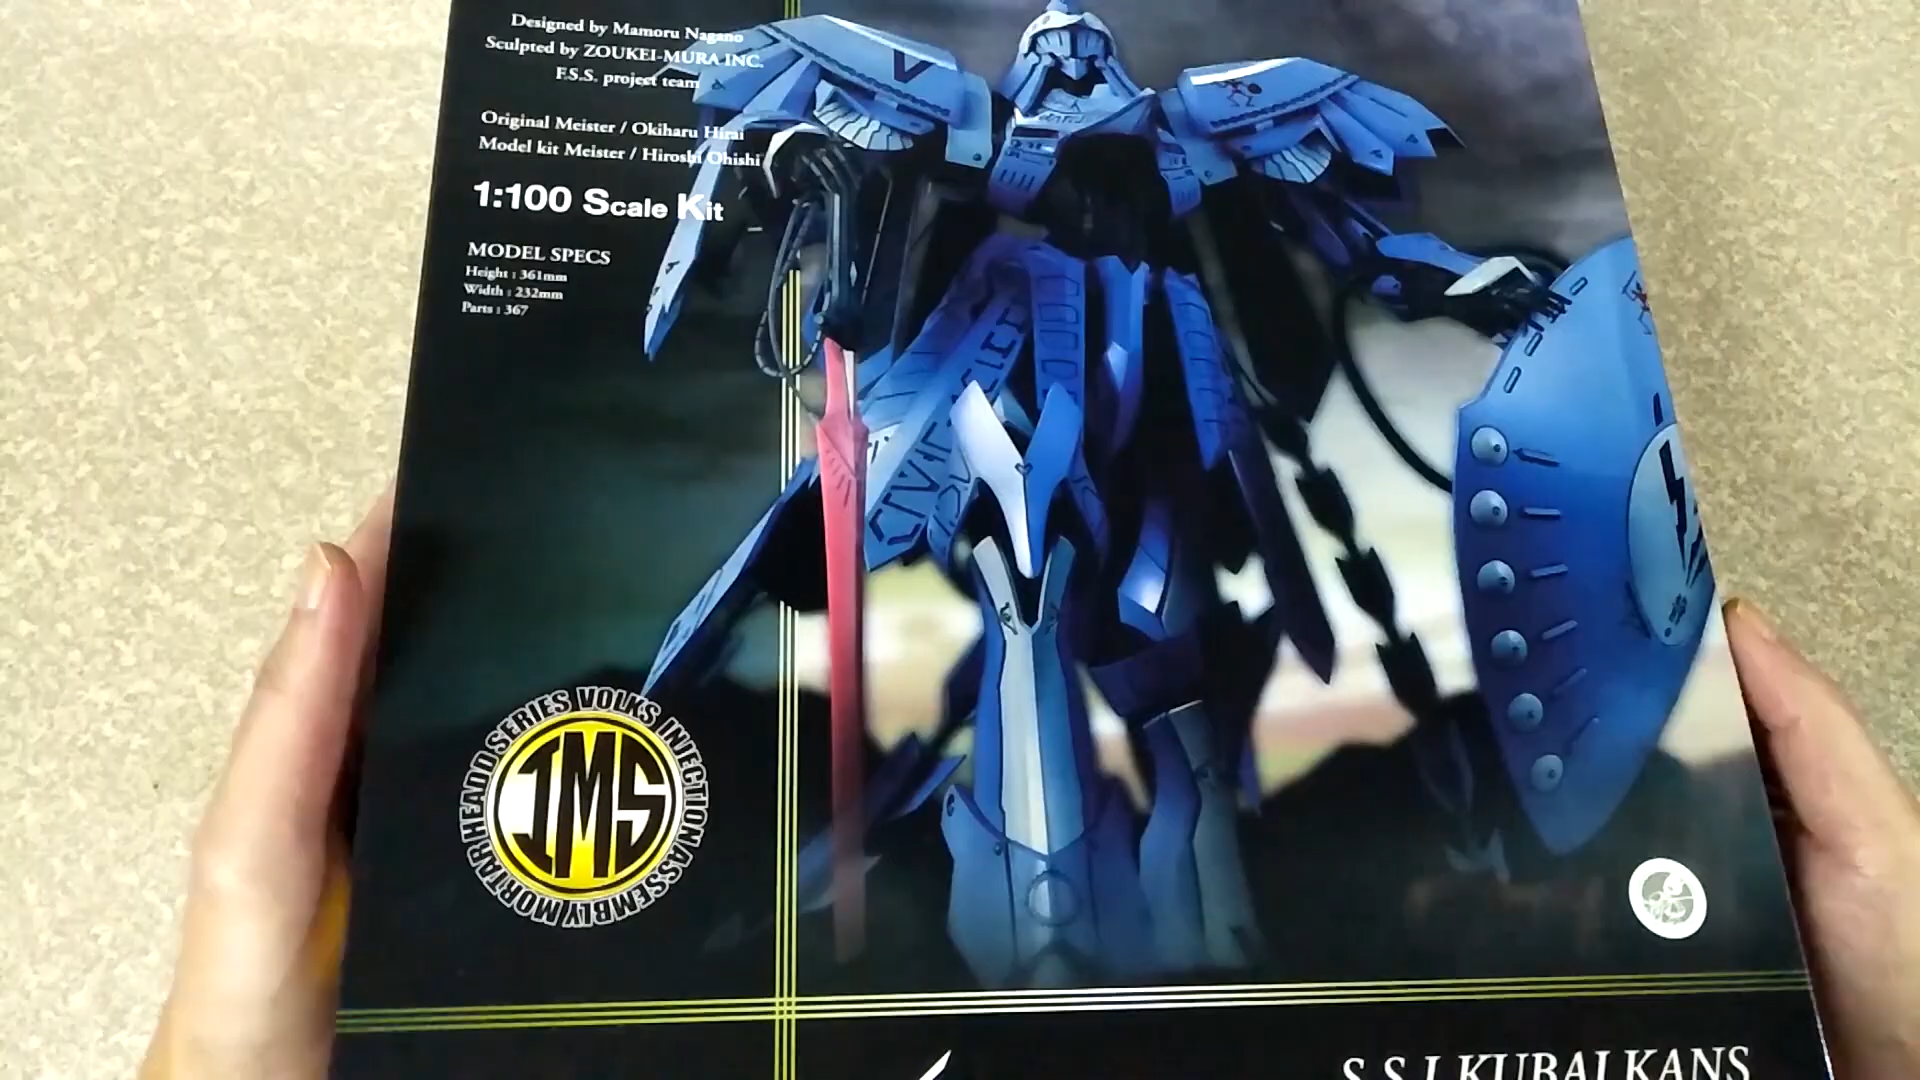 Designed by Mamoru Nagano
Sculpted by ZOUKEI-MURA INC.
F.S.S. project team
Original Meister / Okiharu Hirai
Model kit Meister / Hiroshi Ohishi
1:100 Scale Kit
MODEL SPECS
Height : 361mm
Width : 232mm
Parts : 367
MORTAR HEADD SERIES VOLKS INJECTION ASSEMBLY
IMS
S.S.I.KUBALKANS